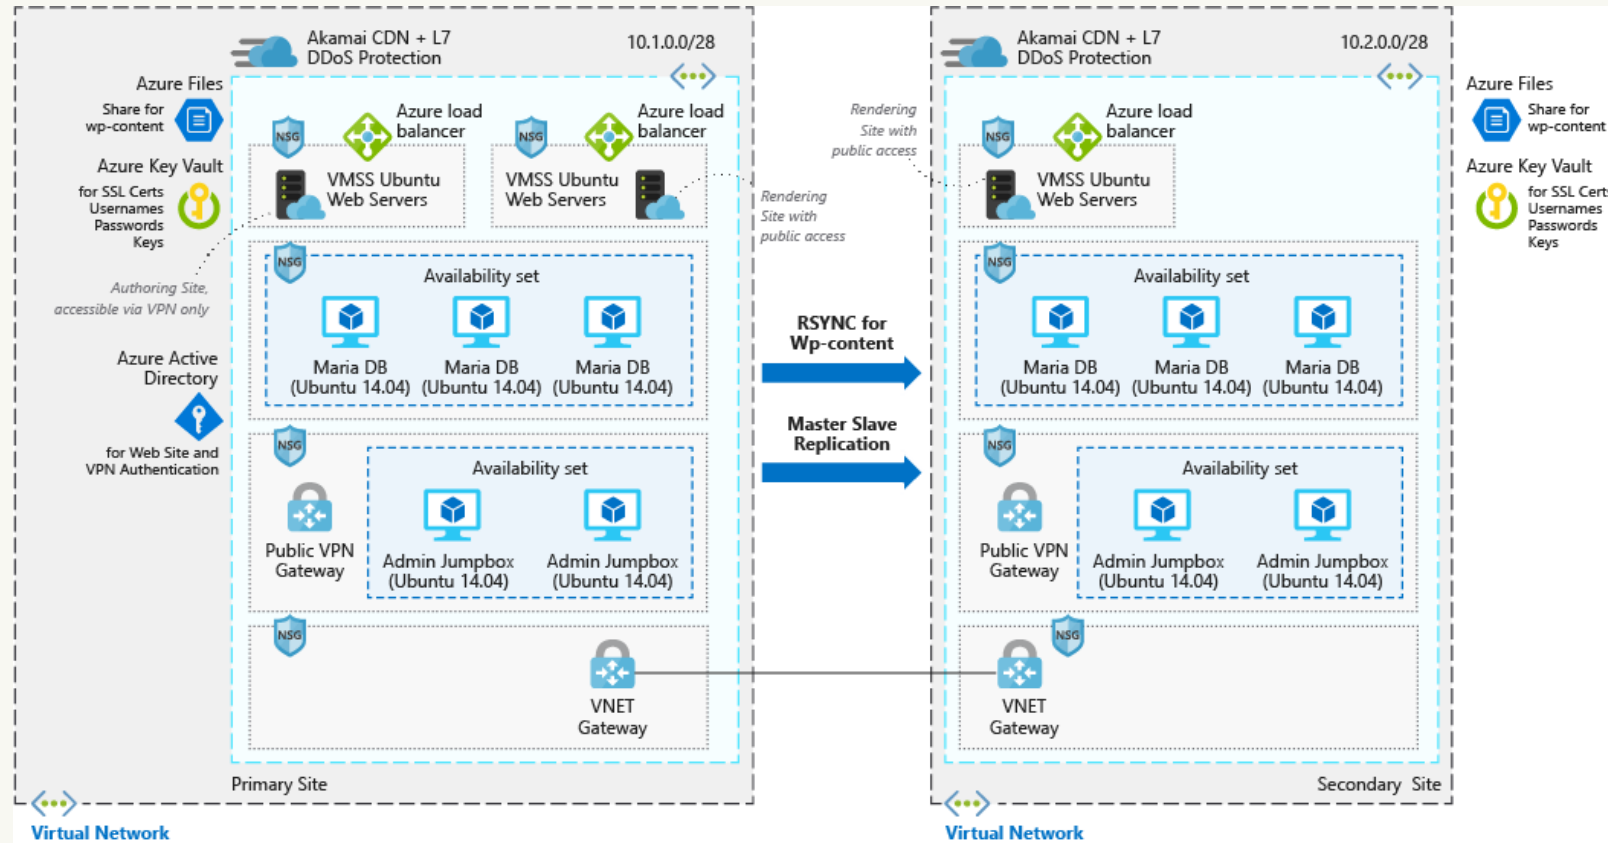 Akamai CDN + L7
DDoS Protection
10.1.0.0/28
Azure Files
Share for
wp-content
Azure Key Vault
for SSL Certs
Usernames
Passwords
Keys
Authoring Site,
accessible via VPN only
Azure Active
Directory
for Web Site and
VPN Authentication
NSG
Azure load
balancer
NSG
Azure load
balancer
VMSS Ubuntu
Web Servers
VMSS Ubuntu
Web Servers
Rendering
Site with
public access
NSG
Availability set
Maria DB
(Ubuntu 14.04)
Maria DB
(Ubuntu 14.04)
Maria DB
(Ubuntu 14.04)
NSG
Availability set
Public VPN
Gateway
Admin Jumpbox
(Ubuntu 14.04)
Admin Jumpbox
(Ubuntu 14.04)
NSG
VNET
Gateway
Primary Site
Virtual Network
RSYNC for
Wp-content
Master Slave
Replication
Akamai CDN + L7
DDoS Protection
10.2.0.0/28
Rendering
Site with
public access
NSG
Azure load
balancer
VMSS Ubuntu
Web Servers
NSG
Availability set
Maria DB
(Ubuntu 14.04)
Maria DB
(Ubuntu 14.04)
Maria DB
(Ubuntu 14.04)
NSG
Availability set
Public VPN
Gateway
Admin Jumpbox
(Ubuntu 14.04)
Admin Jumpbox
(Ubuntu 14.04)
NSG
VNET
Gateway
Secondary Site
Virtual Network
Azure Files
Share for
wp-content
Azure Key Vault
for SSL Certs
Usernames
Passwords
Keys